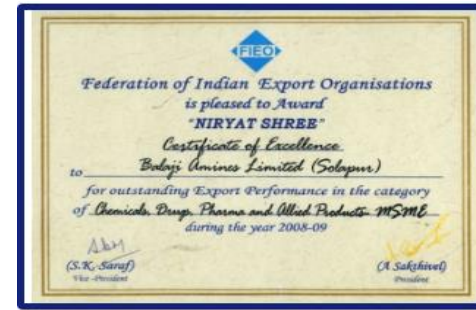 FIEO
Federation of Indian Export Organisations
is pleased to Award
"NIRYAT SHREE"
Certificate of Excellence
to Balaji Amines Limited (Solapur)
for outstanding Export Performance in the category
of Chemicals, Drugs, Pharma and Allied Products - MSME
during the year 2008-09
(S.K. Saraf) (A Sakthivel)
Vice -President President